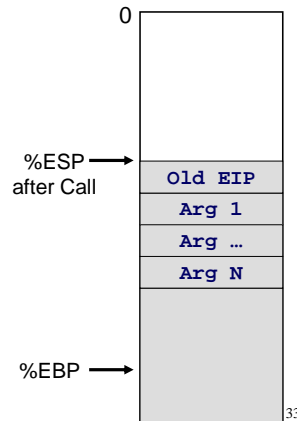 0
%ESP
after Call
Old EIP
Arg 1
Arg …
Arg N
%EBP
33